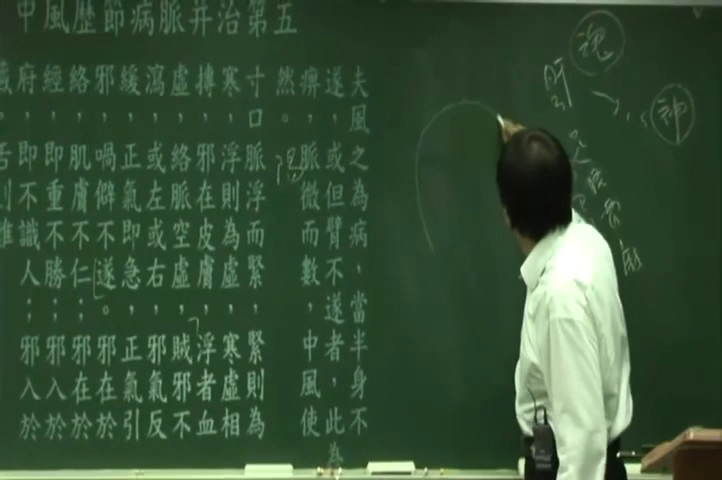 中風歷節病脈并治第五
夫風之為病，當半身不
遂，或但臂不遂者，此為
痹，脈微而數，中風使
然。
寸口脈浮而緊，緊則為
寒，浮則為虛，寒虛相
摶，邪在皮膚，浮者血
虛，絡脈空虛，賊邪不
瀉，或左或右，邪氣反
緩，正氣即急，正氣引
邪，喎僻不遂。邪在於
絡，肌膚不仁；邪在於
經，即重不勝；邪入於
府，即不識人；邪入於
魂
肝
神